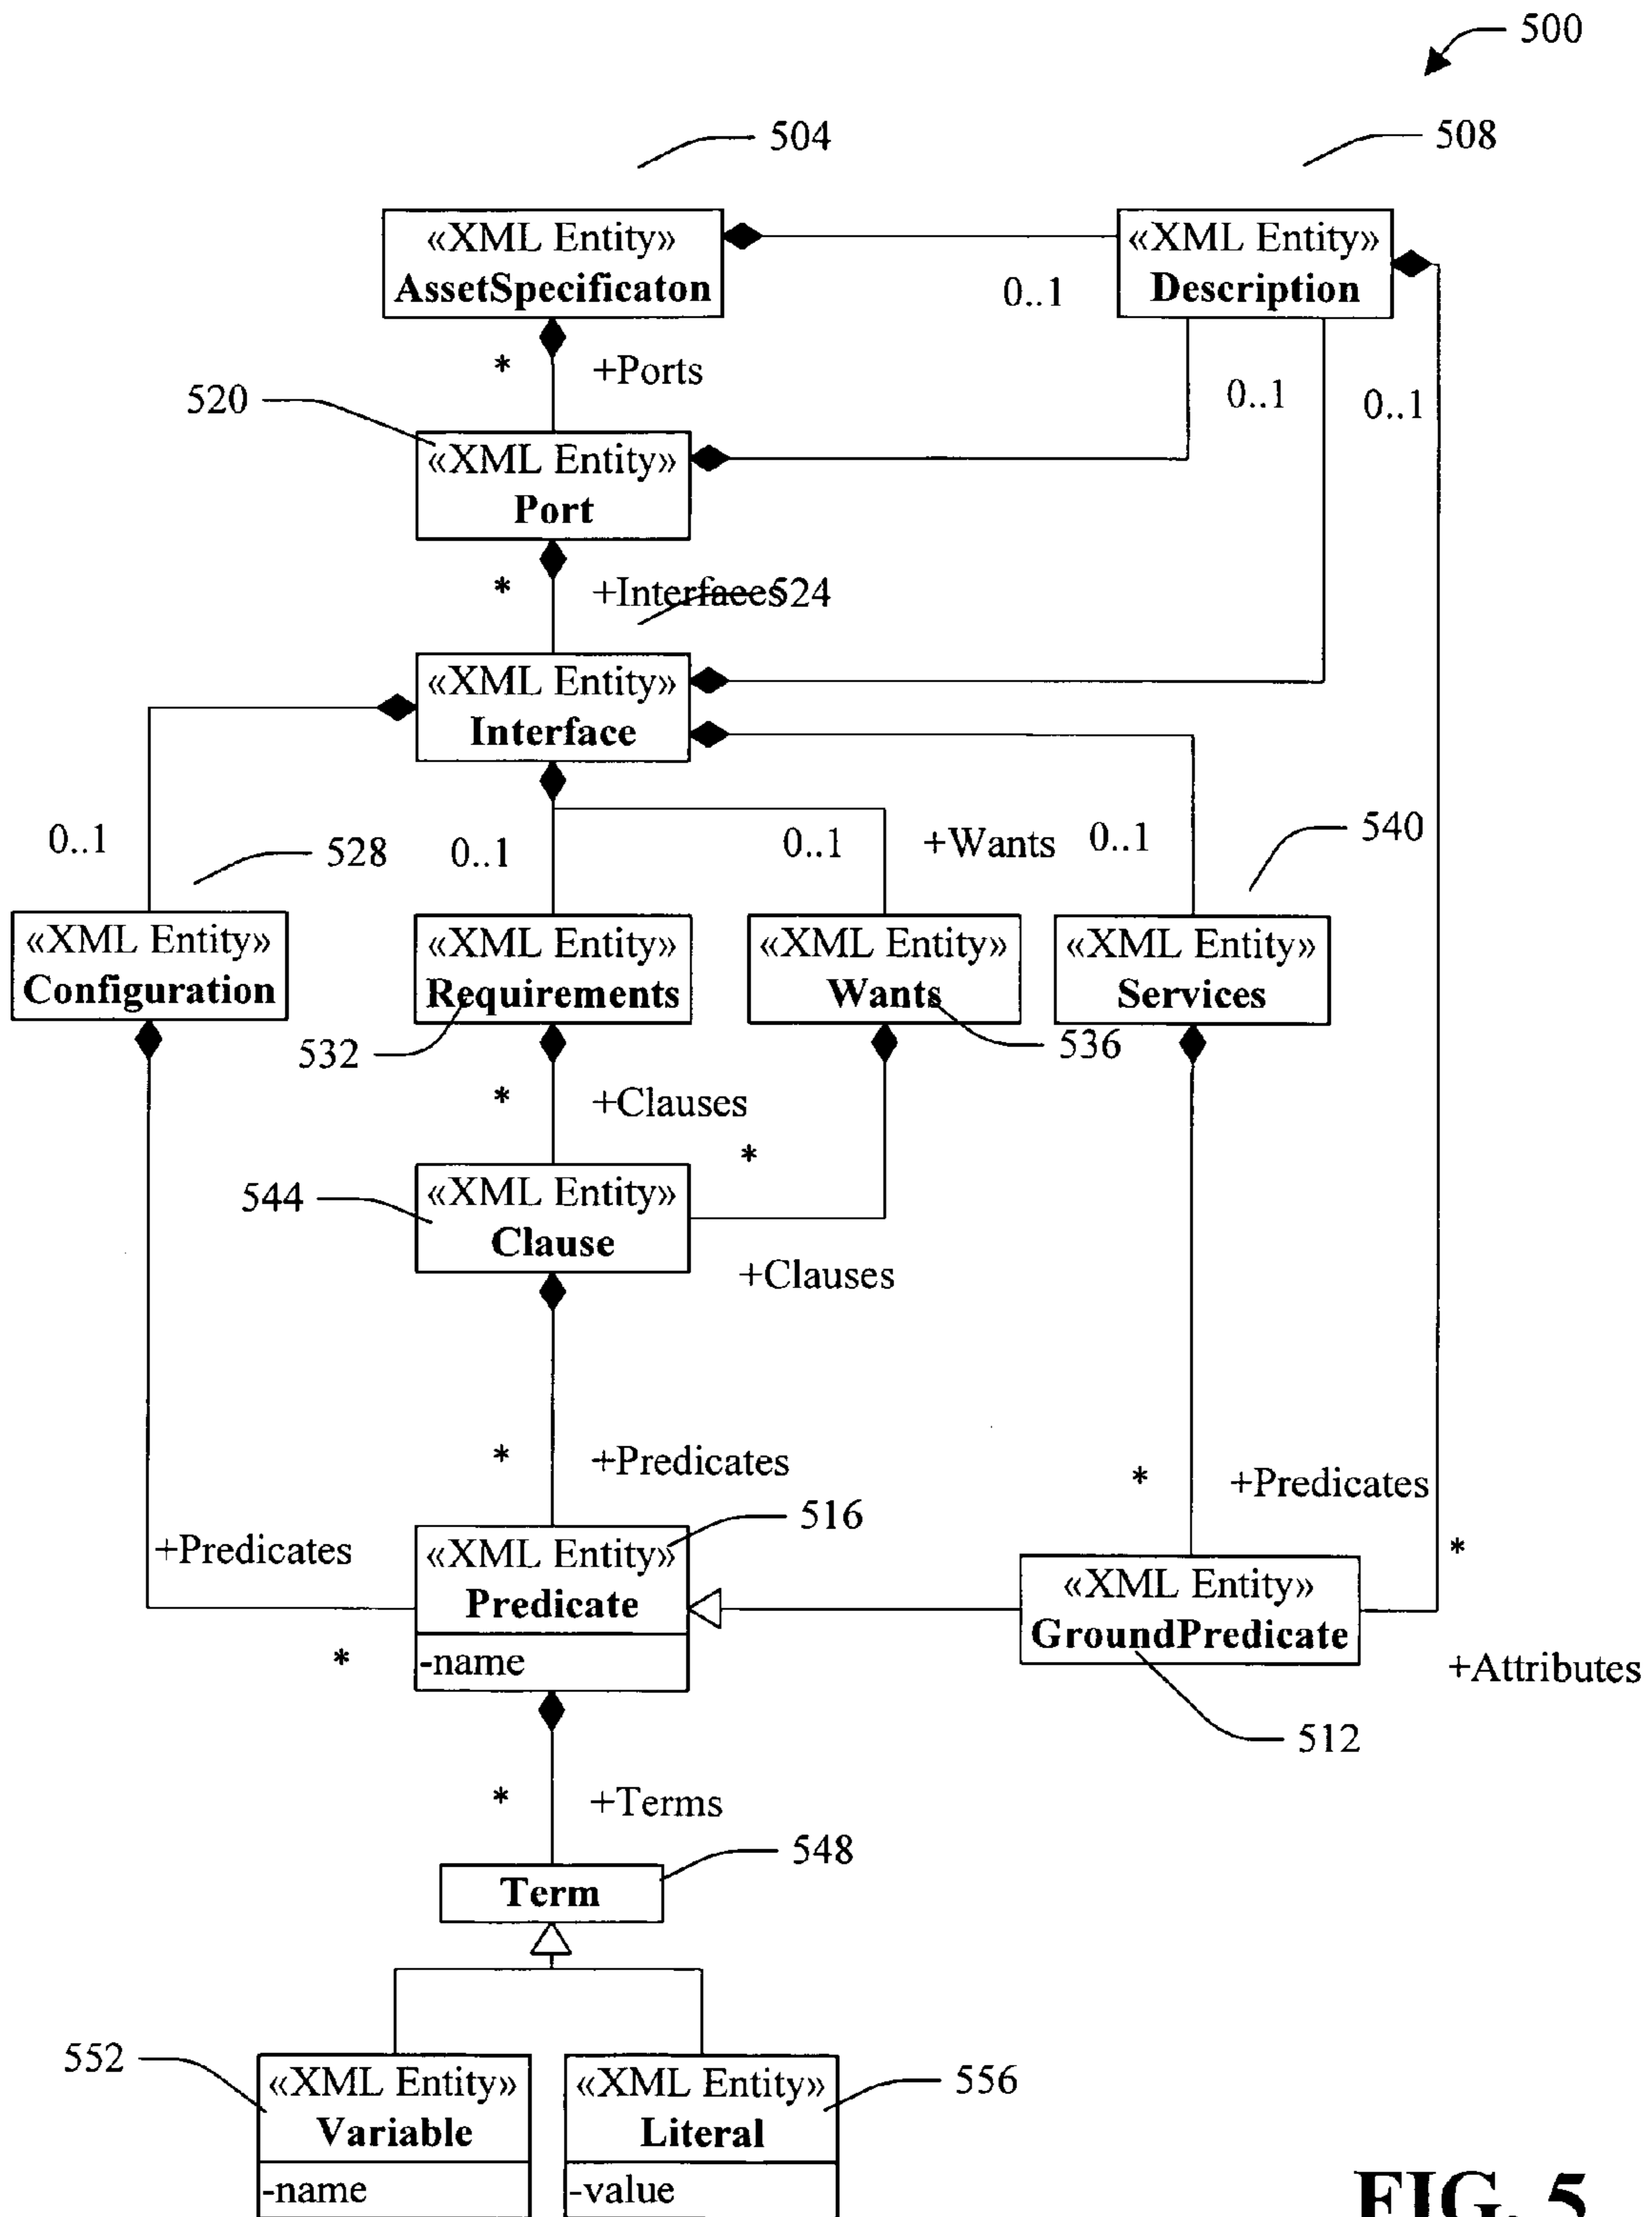 500
504
508
«XML Entity»
AssetSpecificaton
«XML Entity»
Description
0..1
*
+Ports
520
0..1
0..1
«XML Entity»
Port
*
+Interfaces
524
«XML Entity»
Interface
0..1
528
0..1
0..1
+Wants
0..1
540
«XML Entity»
Configuration
«XML Entity»
Requirements
«XML Entity»
Wants
«XML Entity»
Services
532
536
*
+Clauses
*
544
«XML Entity»
Clause
+Clauses
*
+Predicates
*
+Predicates
516
+Predicates
«XML Entity»
Predicate
-name
*
*
«XML Entity»
GroundPredicate
+Attributes
512
*
+Terms
548
Term
552
«XML Entity»
Variable
-name
«XML Entity»
Literal
-value
556
FIG. 5